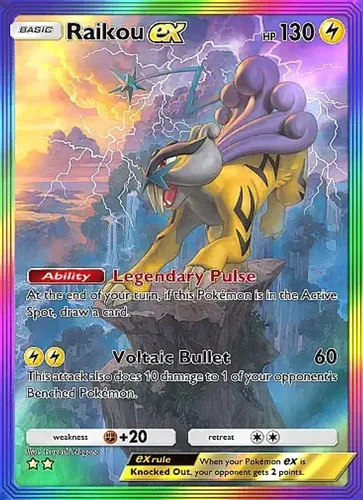 BASIC Raikou ex HP 130
Ability Legendary Pulse
At the end of your turn, if this Pokémon is in the Active
Spot, draw a card.
Voltaic Bullet 60
This attack also does 10 damage to 1 of your opponent's
Benched Pokémon.
weakness +20 retreat
Illus.
ex rule When your Pokémon ex is
Knocked Out, your opponent gets 2 points.